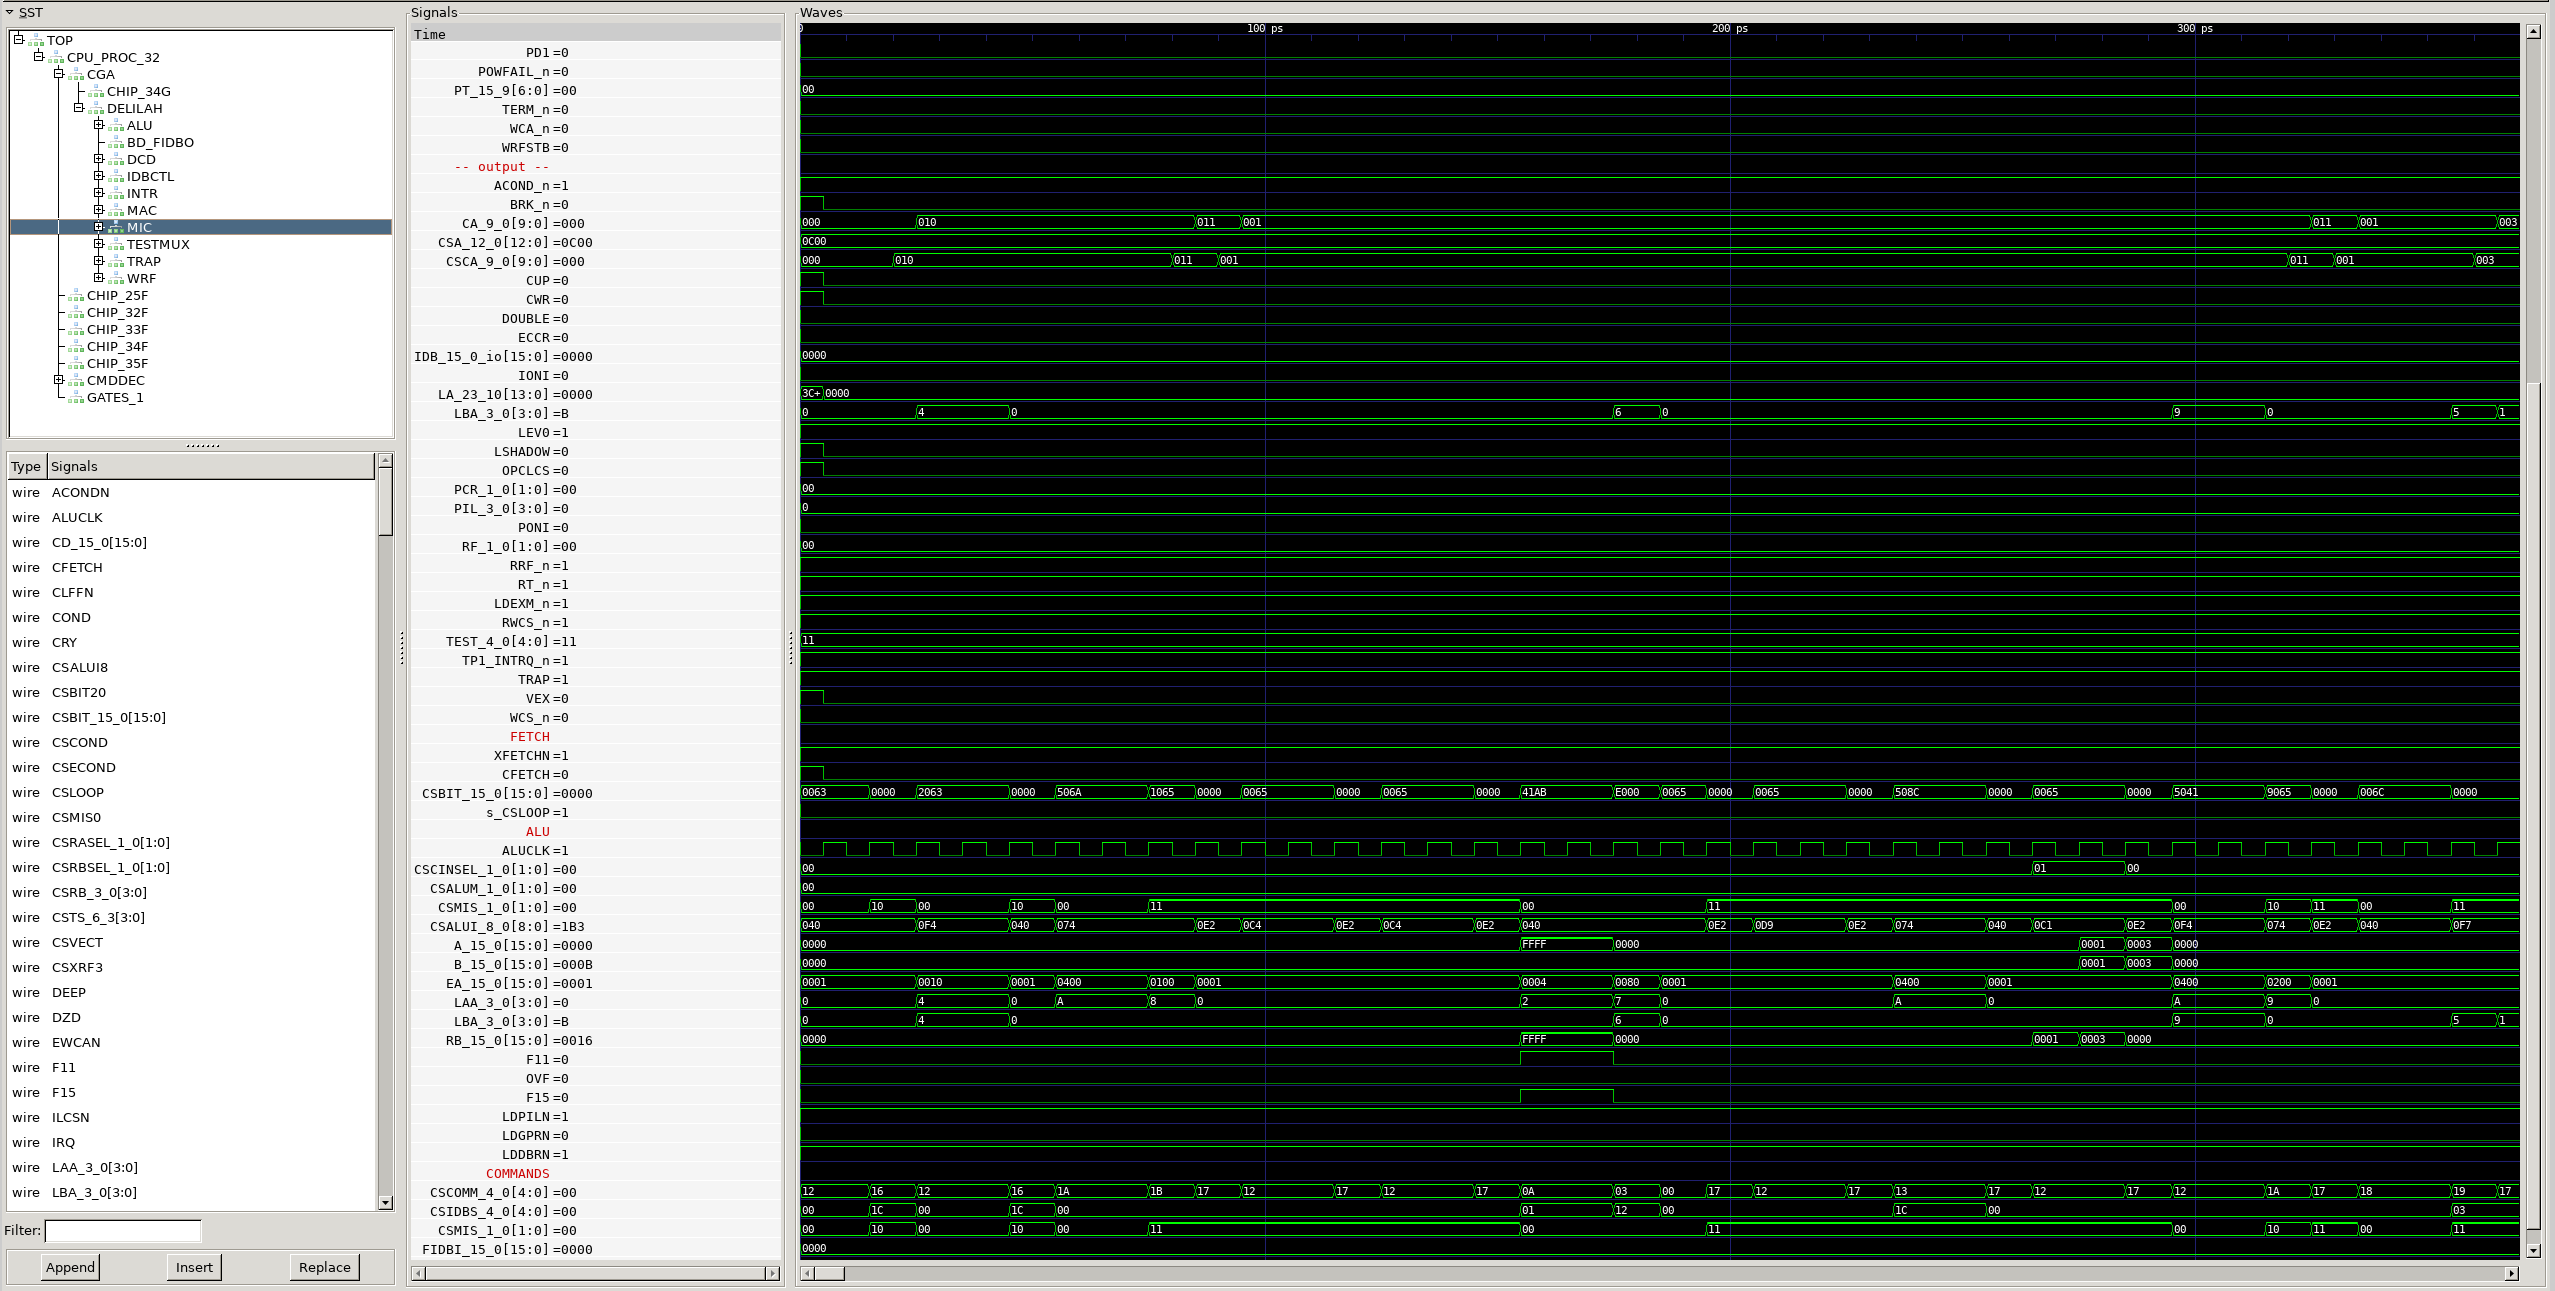 SST
TOP
CPU_PROC_32
CGA
CHIP_34G
DELILAH
ALU
BD_FIDBO
DCD
IDBCTL
INTR
MAC
MIC
TESTMUX
TRAP
WRF
CHIP_25F
CHIP_32F
CHIP_33F
CHIP_34F
CHIP_35F
CMDDEC
GATES_1
Type Signals
wire ACONDN
wire ALUCLK
wire CD_15_0[15:0]
wire CFETCH
wire CLFFN
wire COND
wire CRY
wire CSALUI8
wire CSBIT20
wire CSBIT_15_0[15:0]
wire CSCOND
wire CSECOND
wire CSLOOP
wire CSMIS0
wire CSRASEL_1_0[1:0]
wire CSRBSEL_1_0[1:0]
wire CSRB_3_0[3:0]
wire CSTS_6_3[3:0]
wire CSVECT
wire CSXRF3
wire DEEP
wire DZD
wire EWCAN
wire F11
wire F15
wire ILCSN
wire IRQ
wire LAA_3_0[3:0]
wire LBA_3_0[3:0]
Filter:
Append Insert Replace
Signals
Waves
Time 0 100 ps 200 ps 300 ps
PD1=0
POWFAIL_n=0
PT_15_9[6:0]=00 00
TERM_n=0
WCA_n=0
WRFSTB=0
-- output --
ACOND_n=1
BRK_n=0
CA_9_0[9:0]=000 000 010 011 001 011 001 003
CSA_12_0[12:0]=0C00 0C00
CSCA_9_0[9:0]=000 000 010 011 001 011 001 003
CUP=0
CWR=0
DOUBLE=0
ECCR=0
IDB_15_0_io[15:0]=0000 0000
IONI=0
LA_23_10[13:0]=0000 3C+ 0000
LBA_3_0[3:0]=B 0 4 0 6 0 9 0 5 1
LEV0=1
LSHADOW=0
OPCLCS=0
PCR_1_0[1:0]=00 00
PIL_3_0[3:0]=0 0
PONI=0
RF_1_0[1:0]=00 00
RRF_n=1
RT_n=1
LDEXM_n=1
RWCS_n=1
TEST_4_0[4:0]=11 11
TP1_INTRQ_n=1
TRAP=1
VEX=0
WCS_n=0
FETCH
XFETCHN=1
CFETCH=0
CSBIT_15_0[15:0]=0000 0063 0000 2063 0000 506A 1065 0000 0065 0000 0065 0000 41AB E000 0065 0000 0065 0000 508C 0000 0065 0000 5041 9065 0000 006C 0000
s_CSLOOP=1
ALU
ALUCLK=1
CSCINSEL_1_0[1:0]=00 00 01 00
CSALUM_1_0[1:0]=00 00
CSMIS_1_0[1:0]=00 00 10 00 10 00 11 00 11 00 10 11 00 11
CSALUI_8_0[8:0]=1B3 040 0F4 040 074 0E2 0C4 0E2 0C4 0E2 040 0E2 0D9 0E2 074 040 0C1 0E2 0F4 074 0E2 040 0F7
A_15_0[15:0]=0000 0000 FFFF 0000 0001 0003 0000
B_15_0[15:0]=000B 0000 0001 0003 0000
EA_15_0[15:0]=0001 0001 0010 0001 0400 0100 0001 0004 0080 0001 0400 0001 0400 0200 0001
LAA_3_0[3:0]=0 0 4 0 A 8 0 2 7 0 A 0 A 9 0
LBA_3_0[3:0]=B 0 4 0 6 0 9 0 5 1
RB_15_0[15:0]=0016 0000 FFFF 0000 0001 0003 0000
F11=0
OVF=0
F15=0
LDPILN=1
LDGPRN=0
LDDBRN=1
COMMANDS
CSCOMM_4_0[4:0]=00 12 16 12 16 1A 1B 17 12 17 12 17 0A 03 00 17 12 17 13 17 12 17 12 1A 17 18 19 17
CSIDBS_4_0[4:0]=00 00 1C 00 1C 00 01 12 00 1C 00 03
CSMIS_1_0[1:0]=00 00 10 00 10 00 11 00 11 00 10 11 00 11
FIDBI_15_0[15:0]=0000 0000